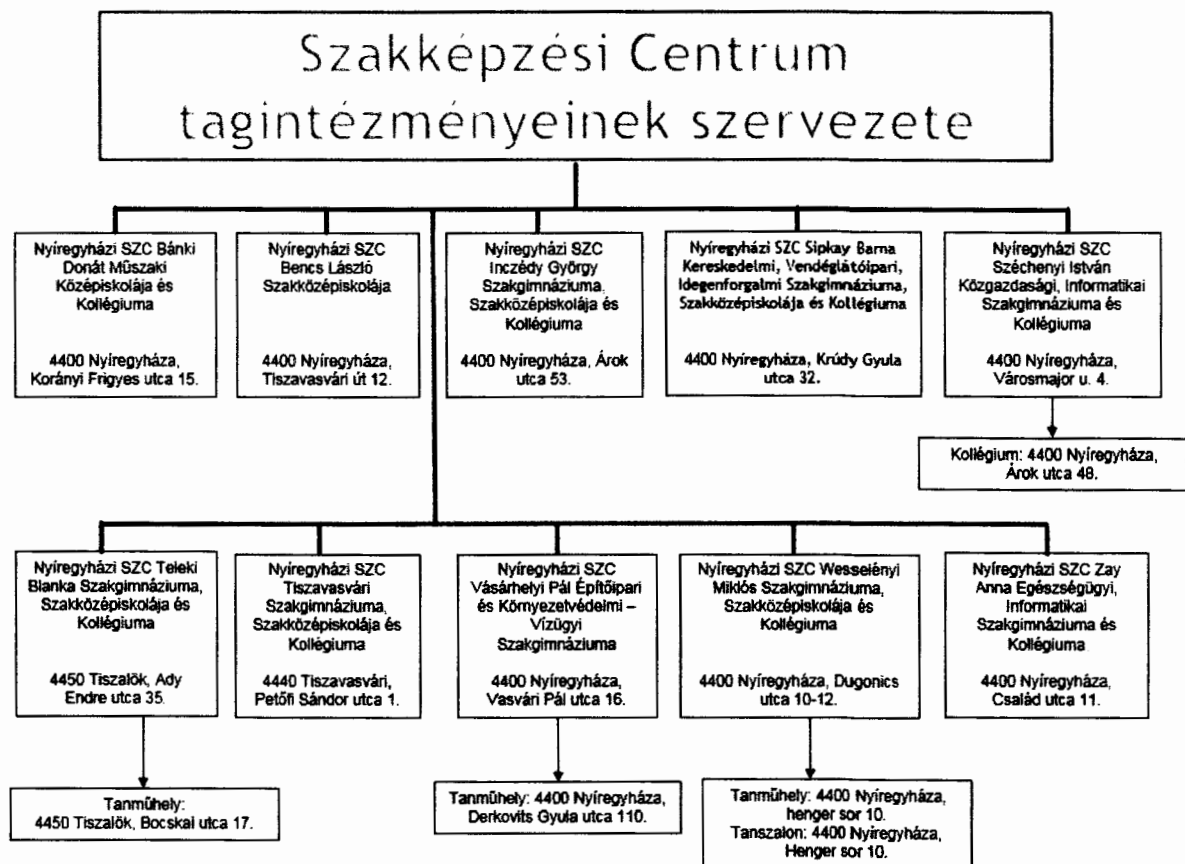 Szakképzési Centrum
tagintézményeinek szervezete
Nyíregyházi SZC Bánki
Donát Műszaki
Középiskolája és
Kollégiuma
4400 Nyíregyháza,
Korányi Frigyes utca 15.
Nyíregyházi SZC
Bencs László
Szakközépiskolája
4400 Nyíregyháza,
Tiszavasvári út 12.
Nyíregyházi SZC
Inczédy György
Szakgimnáziuma,
Szakközépiskolája és
Kollégiuma
4400 Nyíregyháza, Árok
utca 53.
Nyíregyházi SZC Sipkay Barna
Kereskedelmi, Vendéglátóipari,
Idegenforgalmi Szakgimnáziuma,
Szakközépiskolája és Kollégiuma
4400 Nyíregyháza, Krúdy Gyula
utca 32.
Nyíregyházi SZC
Széchenyi István
Közgazdasági, Informatikai
Szakgimnáziuma és
Kollégiuma
4400 Nyíregyháza,
Városmajor u. 4.
Kollégium: 4400 Nyíregyháza,
Árok utca 48.
Nyíregyházi SZC Teleki
Blanka Szakgimnáziuma,
Szakközépiskolája és
Kollégiuma
4450 Tiszalök, Ady
Endre utca 35.
Nyíregyházi SZC
Tiszavasvári
Szakgimnáziuma,
Szakközépiskolája és
Kollégiuma
4440 Tiszavasvári,
Petőfi Sándor utca 1.
Nyíregyházi SZC
Vásárhelyi Pál Építőipari
és Környezetvédelmi –
Vízügyi
Szakgimnáziuma
4400 Nyíregyháza,
Vasvári Pál utca 16.
Nyíregyházi SZC Wesselényi
Miklós Szakgimnáziuma,
Szakközépiskolája és
Kollégiuma
4400 Nyíregyháza, Dugonics
utca 10-12.
Nyíregyházi SZC Zay
Anna Egészségügyi,
Informatikai
Szakgimnáziuma és
Kollégiuma
4400 Nyíregyháza,
Család utca 11.
Tanműhely:
4450 Tiszalök, Bocskai utca 17.
Tanműhely: 4400 Nyíregyháza,
Derkovits Gyula utca 110.
Tanműhely: 4400 Nyíregyháza,
henger sor 10.
Tanszalon: 4400 Nyíregyháza,
Henger sor 10.